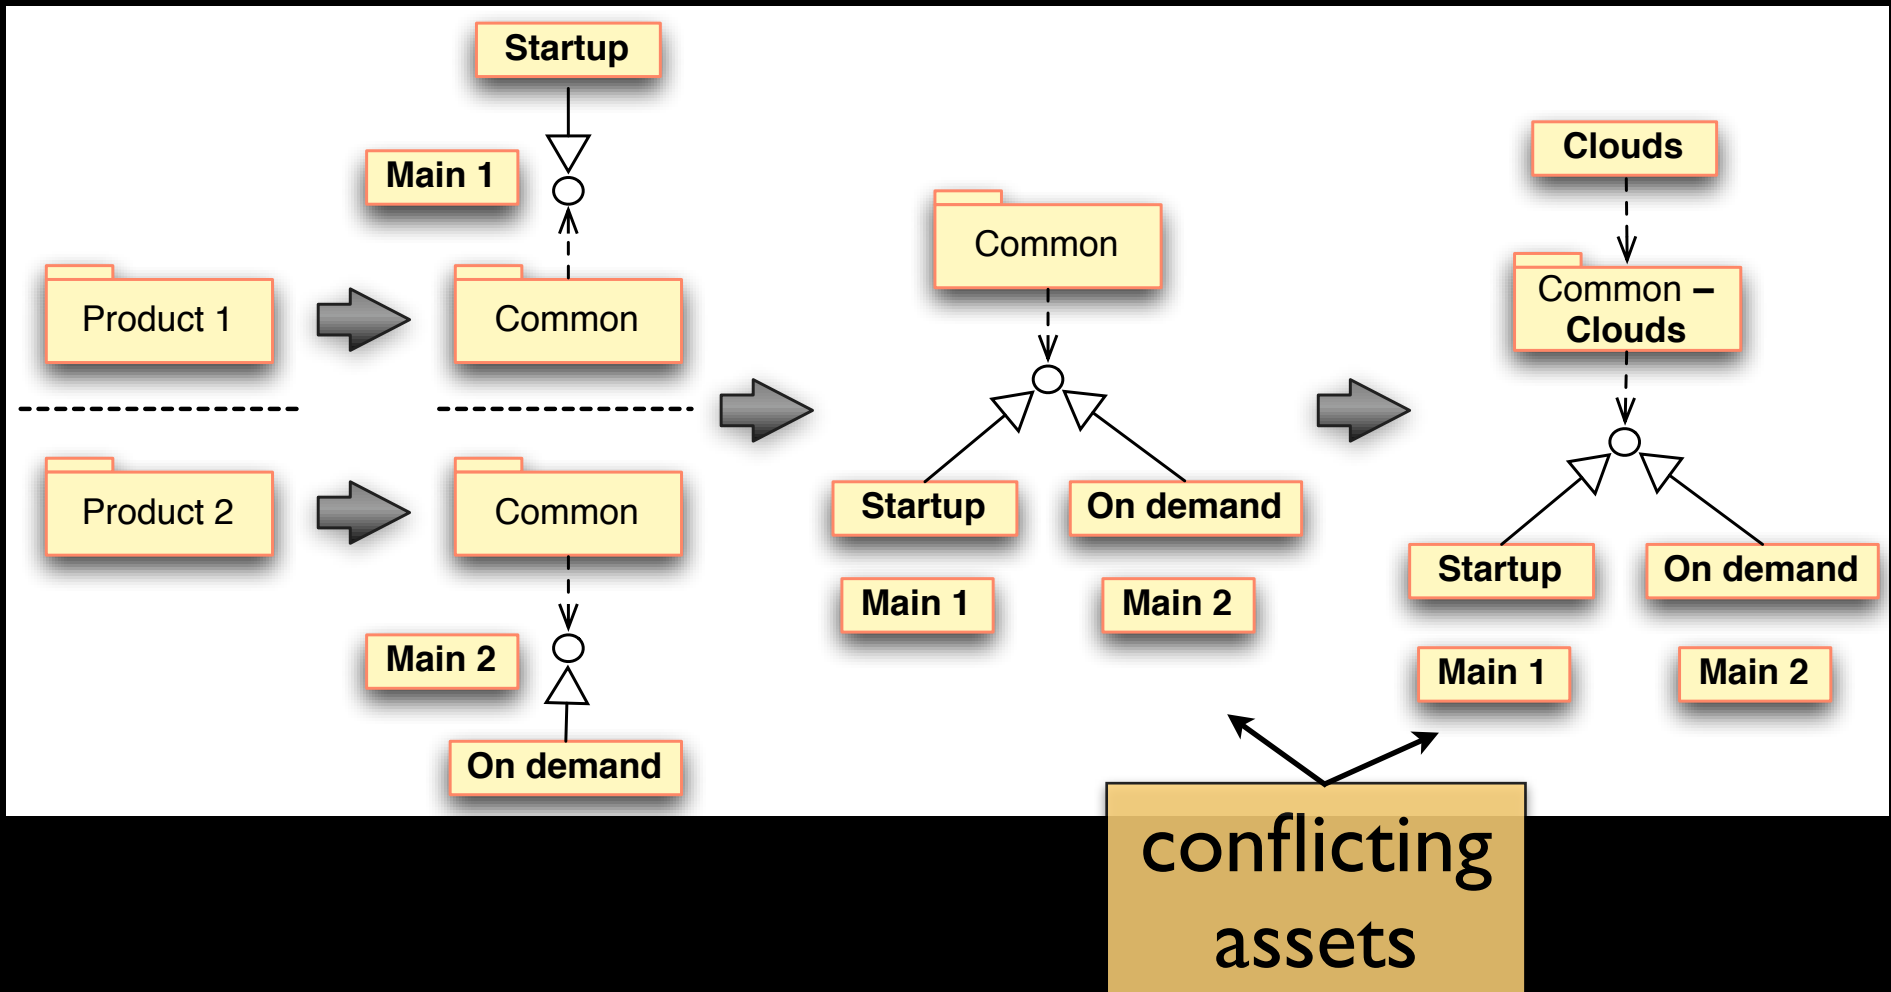 Startup
Main 1
Product 1
Common
Product 2
Common
Main 2
On demand
Common
Startup
On demand
Main 1
Main 2
Clouds
Common –
Clouds
Startup
On demand
Main 1
Main 2
conflicting
assets